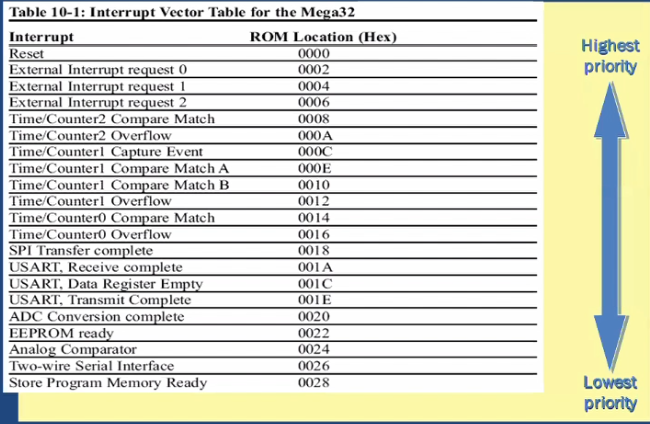 Table 10-1: Interrupt Vector Table for the Mega32
Interrupt ROM Location (Hex)
Reset 0000
External Interrupt request 0 0002
External Interrupt request 1 0004
External Interrupt request 2 0006
Time/Counter2 Compare Match 0008
Time/Counter2 Overflow 000A
Time/Counter1 Capture Event 000C
Time/Counter1 Compare Match A 000E
Time/Counter1 Compare Match B 0010
Time/Counter1 Overflow 0012
Time/Counter0 Compare Match 0014
Time/Counter0 Overflow 0016
SPI Transfer complete 0018
USART, Receive complete 001A
USART, Data Register Empty 001C
USART, Transmit Complete 001E
ADC Conversion complete 0020
EEPROM ready 0022
Analog Comparator 0024
Two-wire Serial Interface 0026
Store Program Memory Ready 0028
Highest
priority
Lowest
priority